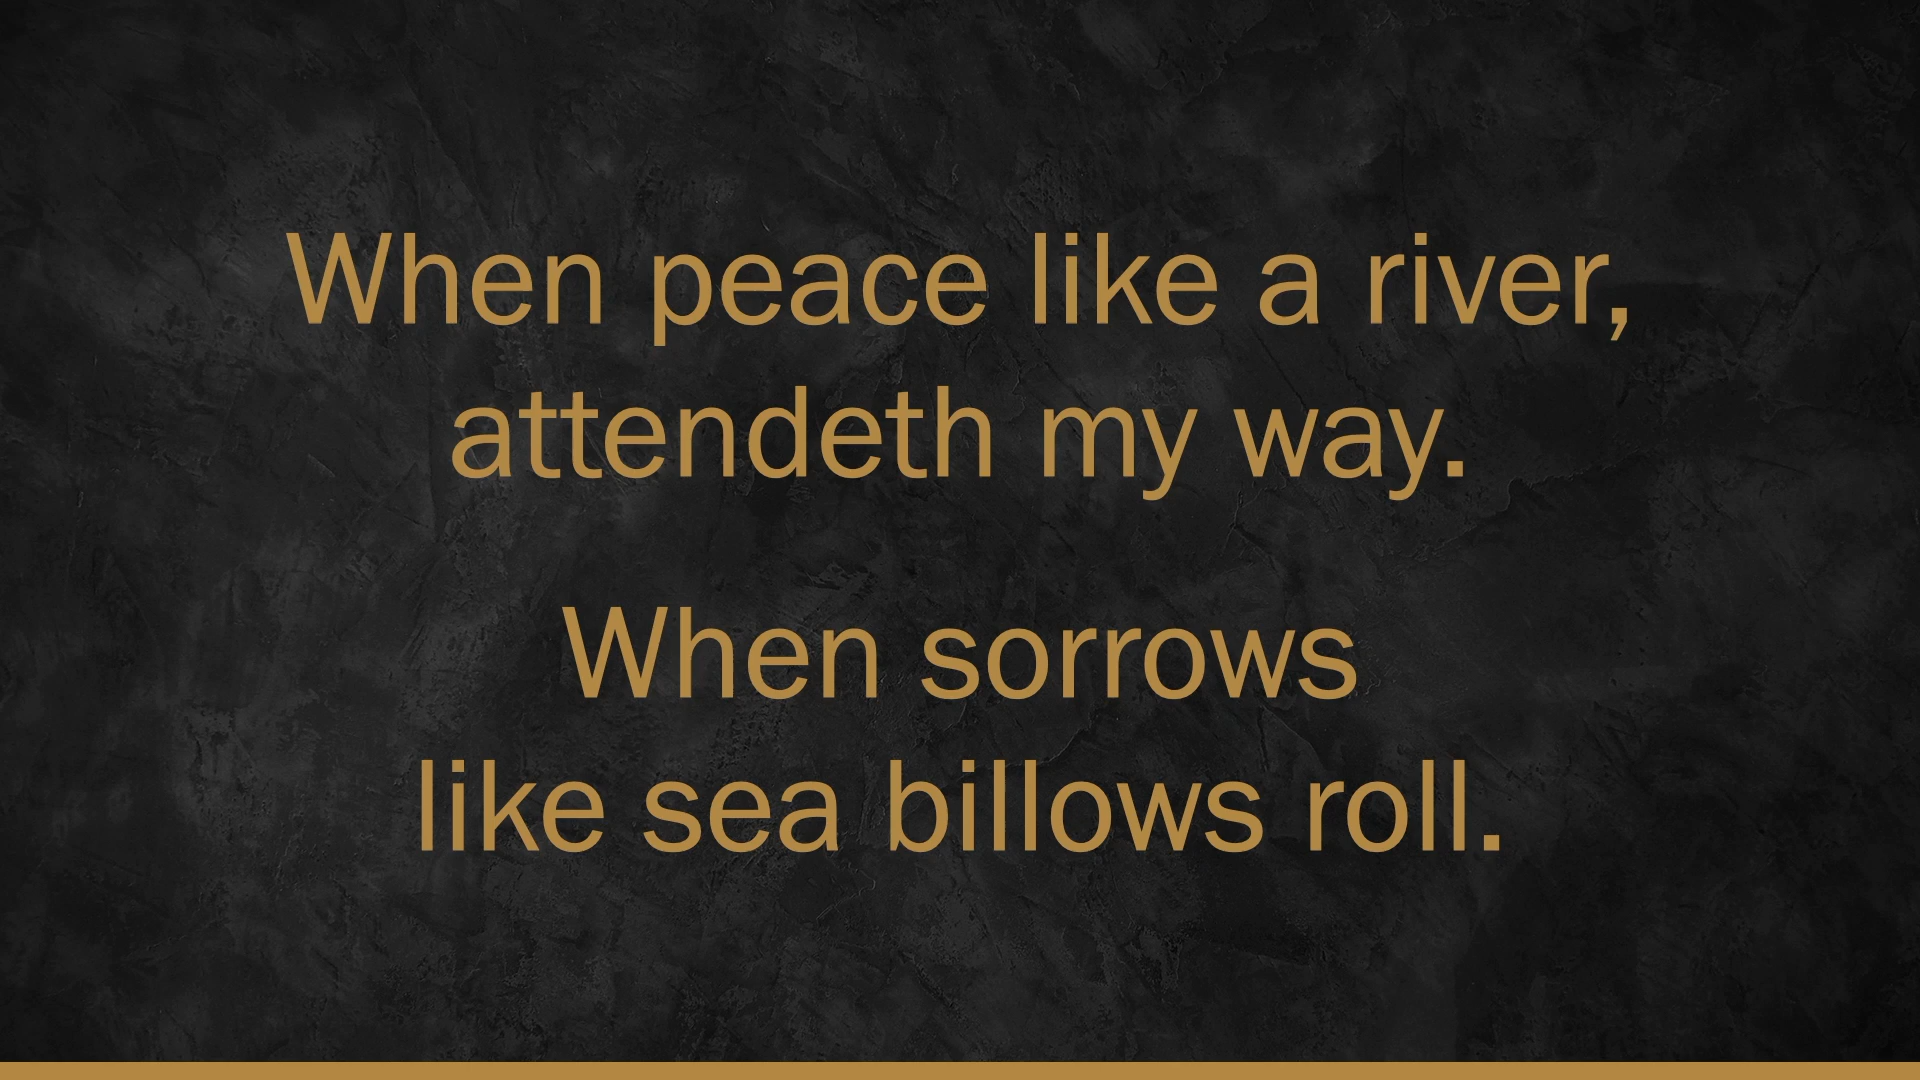 When peace like a river,
attendeth my way.
When sorrows
like sea billows roll.